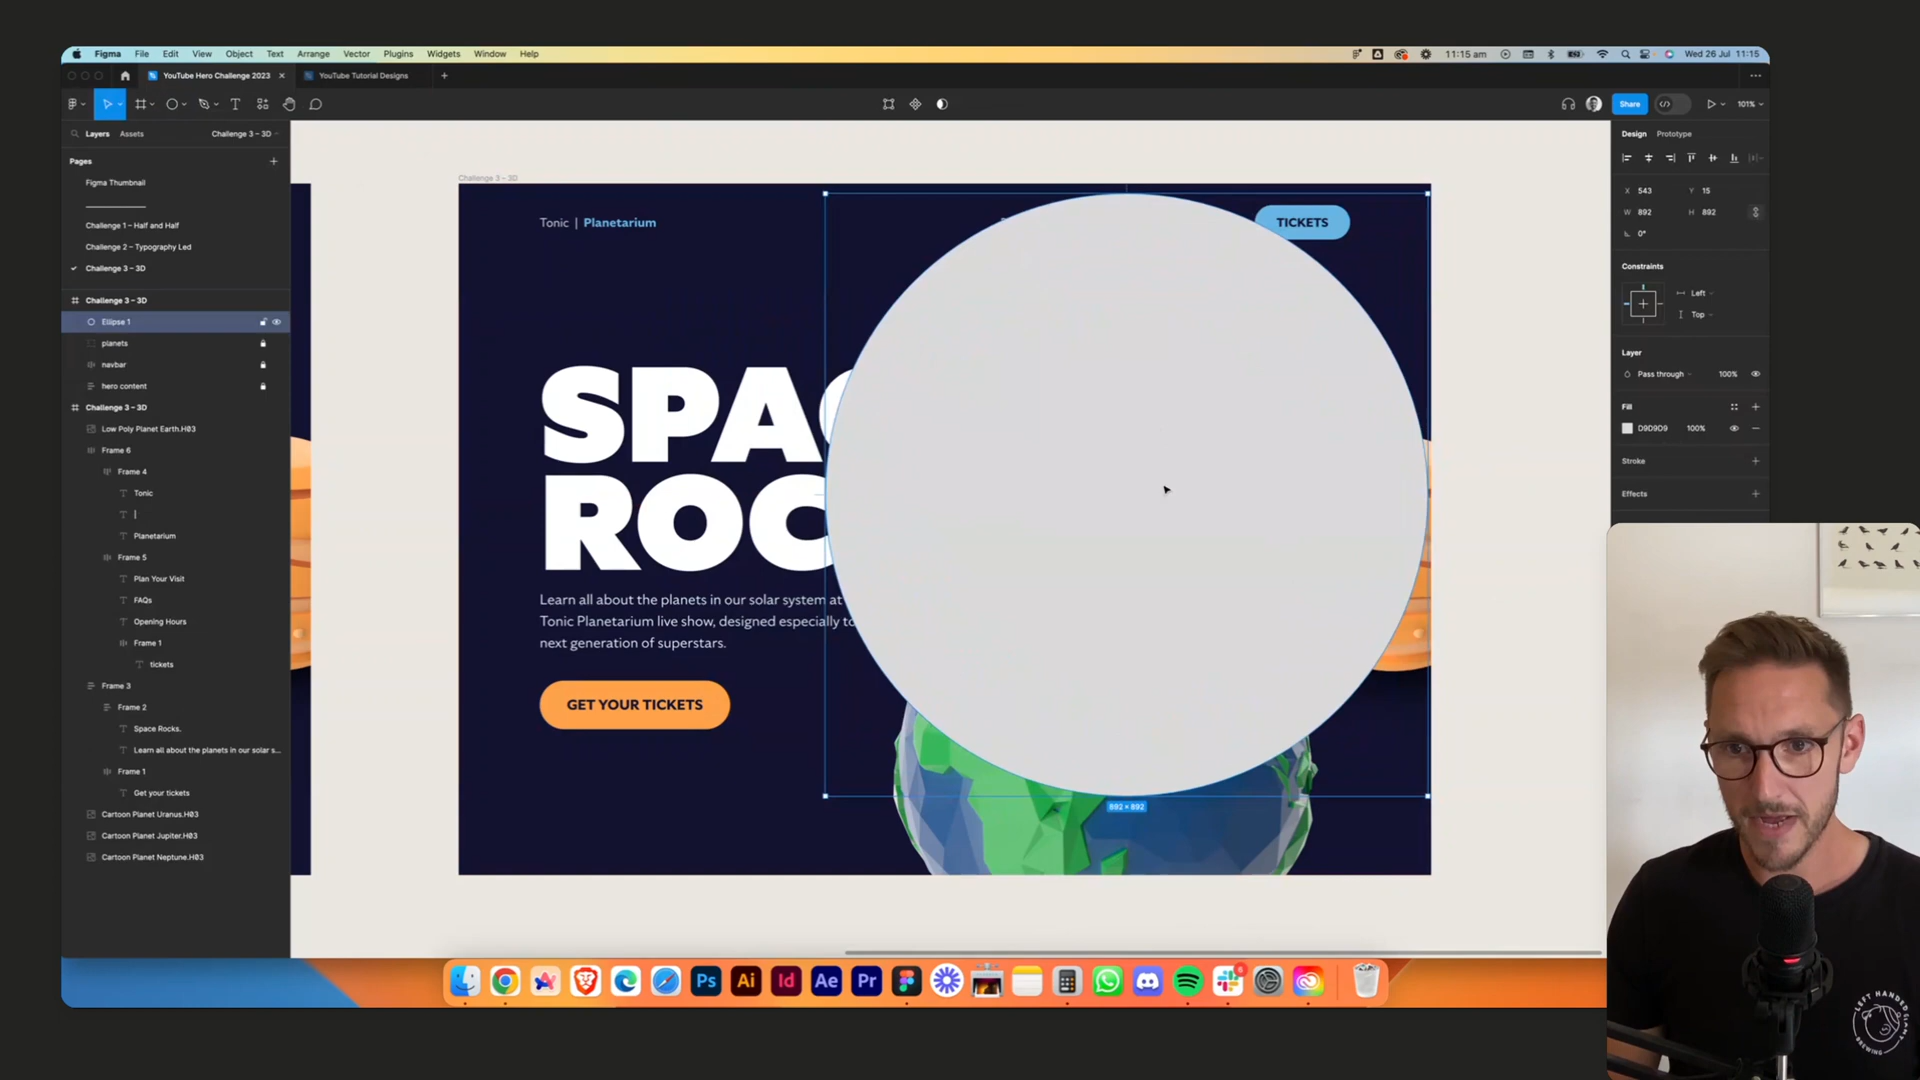 Figma File Edit View Object Text Arrange Vector Plugins Widgets Window Help
11:15 am Wed 26 Jul 11:15
YouTube Hero Challenge 2023 YouTube Tutorial Designs
Share 101%
Layers Assets Challenge 3 – 3D
Design Prototype
Pages
Figma Thumbnail
Challenge 1 – Half and Half
Challenge 2 – Typography Led
Challenge 3 – 3D
Challenge 3 – 3D
Ellipse 1
planets
navbar
hero content
Challenge 3 – 3D
Low Poly Planet Earth.H03
Frame 6
Frame 4
Tonic
|
Planetarium
Frame 5
Plan Your Visit
FAQs
Opening Hours
Frame 1
tickets
Frame 3
Frame 2
Space Rocks.
Learn all about the planets in our solar s...
Frame 1
Get your tickets
Cartoon Planet Uranus.H03
Cartoon Planet Jupiter.H03
Cartoon Planet Neptune.H03
Challenge 3 – 3D
Tonic | Planetarium
TICKETS
SPAC
ROC
Learn all about the planets in our solar system at
Tonic Planetarium live show, designed especially to
next generation of superstars.
GET YOUR TICKETS
892 × 892
X 543 Y 15
W 892 H 892
0°
Constraints
Left
Top
Layer
Pass through 100%
Fill
D9D9D9 100%
Stroke
Effects
Ps Ai Id Ae Pr
LEFT HANDED GIANT
BREWING